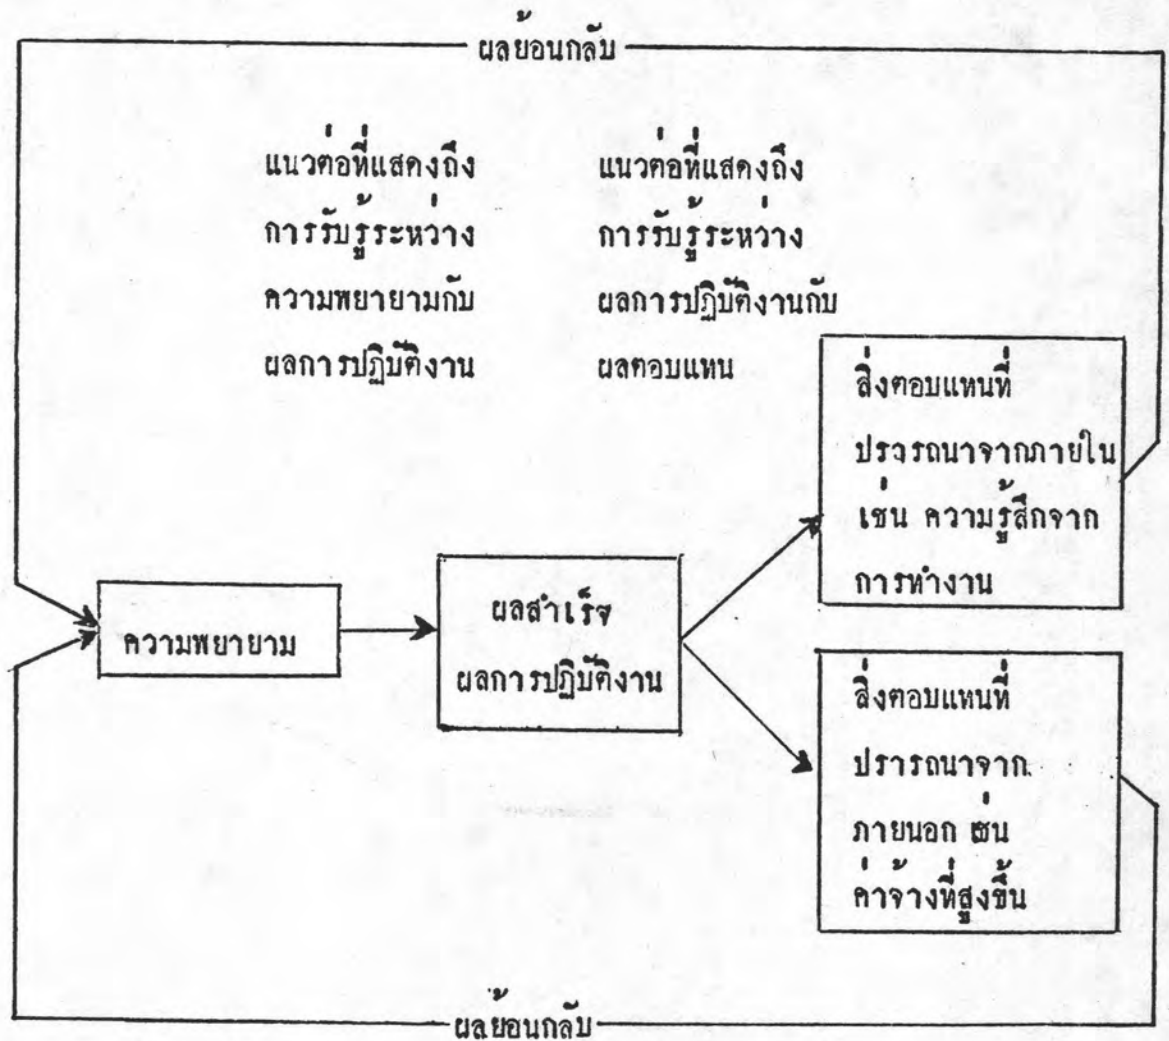 ผลย้อนกลับ
แนวต่อที่แสดงถึง
การรับรู้ระหว่าง
ความพยายามกับ
ผลการปฏิบัติงาน
แนวต่อที่แสดงถึง
การรับรู้ระหว่าง
ผลการปฏิบัติงานกับ
ผลตอบแทน
ความพยายาม
ผลสำเร็จ
ผลการปฏิบัติงาน
สิ่งตอบแทนที่
ปรารถนาจากภายใน
เช่น ความรู้สึกจาก
การทำงาน
สิ่งตอบแทนที่
ปรารถนาจาก
ภายนอก เช่น
ค่าจ้างที่สูงขึ้น
ผลย้อนกลับ